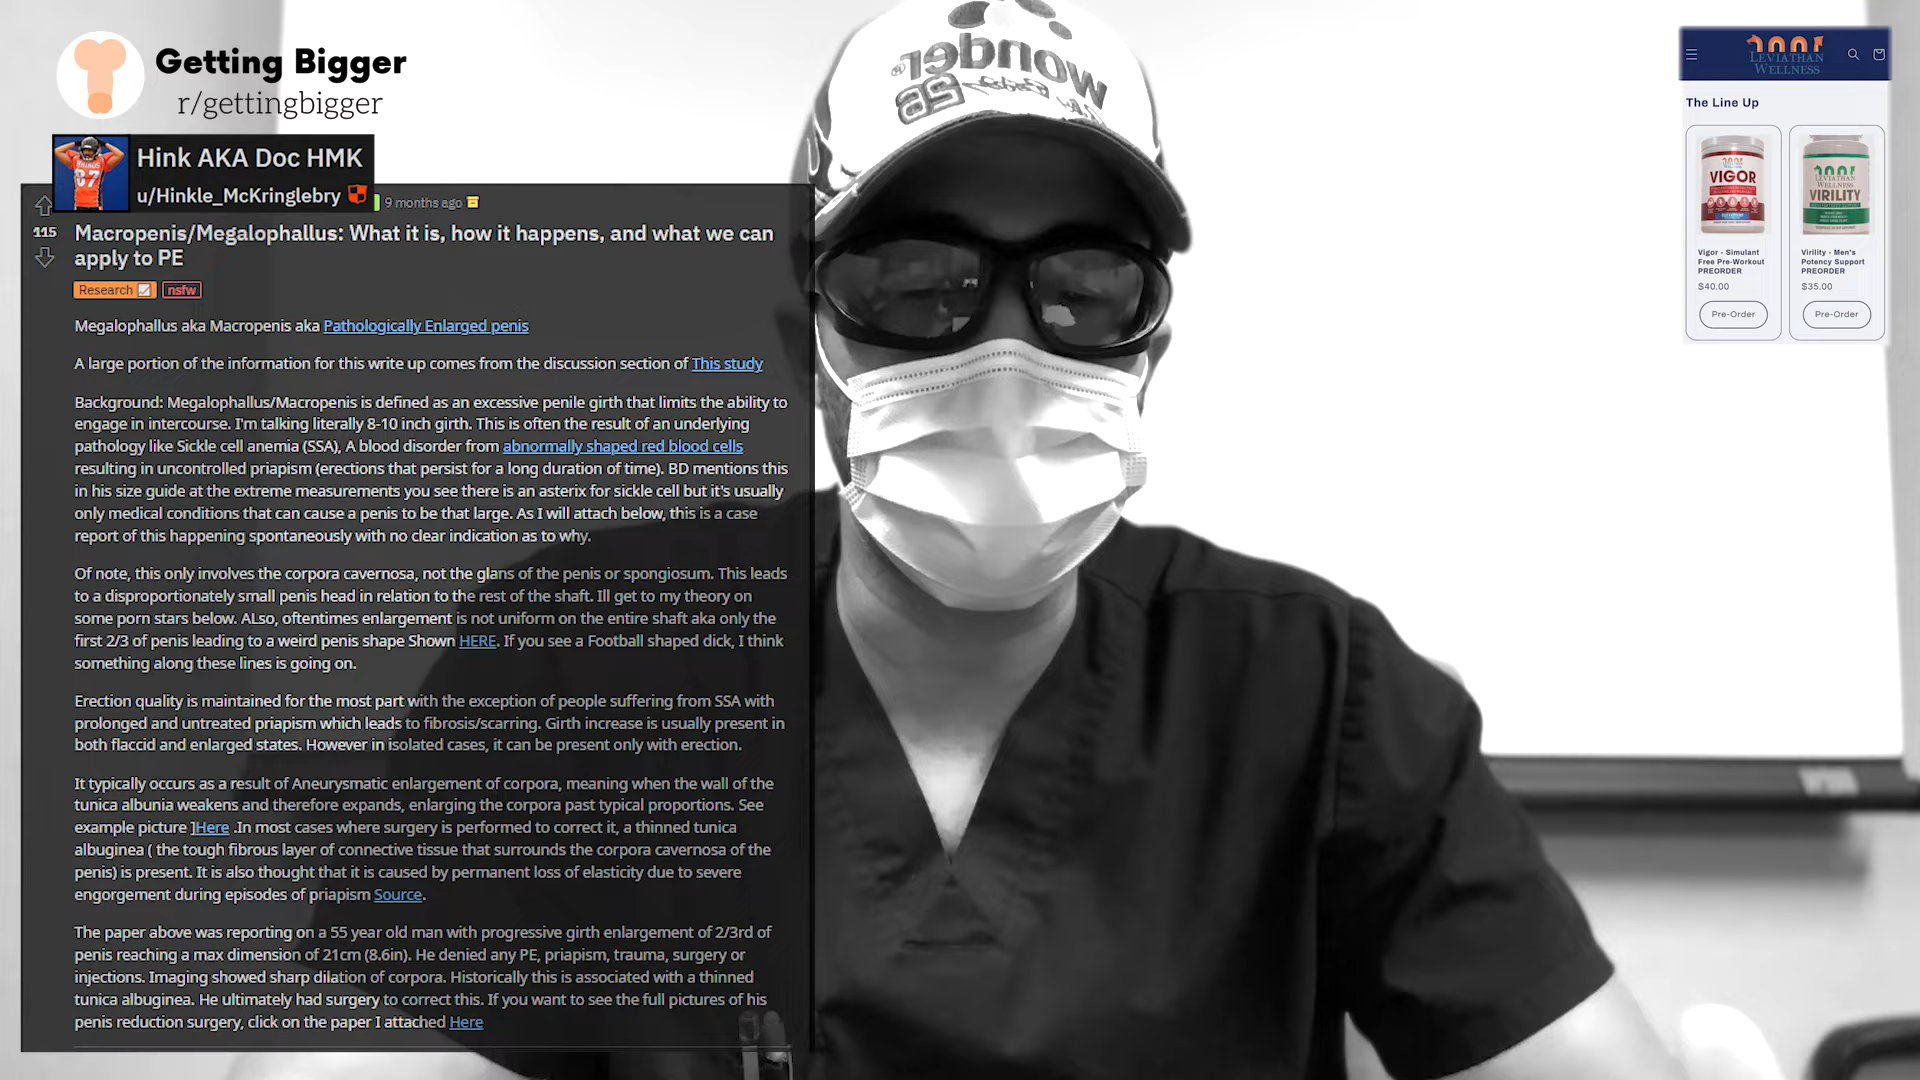 Getting Bigger
r/gettingbigger
Hink AKA Doc HMK
u/Hinkle_McKringlebry
9 months ago
115
Macropenis/Megalophallus: What it is, how it happens, and what we can
apply to PE
Research
nsfw
Megalophallus aka Macropenis aka Pathologically Enlarged penis
A large portion of the information for this write up comes from the discussion section of This study
Background: Megalophallus/Macropenis is defined as an excessive penile girth that limits the ability to
engage in intercourse. I'm talking literally 8-10 inch girth. This is often the result of an underlying
pathology like Sickle cell anemia (SSA), A blood disorder from abnormally shaped red blood cells
resulting in uncontrolled priapism (erections that persist for a long duration of time). BD mentions this
in his size guide at the extreme measurements you see there is an asterix for sickle cell but it's usually
only medical conditions that can cause a penis to be that large. As I will attach below, this is a case
report of this happening spontaneously with no clear indication as to why.
Of note, this only involves the corpora cavernosa, not the glans of the penis or spongiosum. This leads
to a disproportionately small penis head in relation to the rest of the shaft. Ill get to my theory on
some porn stars below. ALso, oftentimes enlargement is not uniform on the entire shaft aka only the
first 2/3 of penis leading to a weird penis shape Shown HERE. If you see a Football shaped dick, I think
something along these lines is going on.
Erection quality is maintained for the most part with the exception of people suffering from SSA with
prolonged and untreated priapism which leads to fibrosis/scarring. Girth increase is usually present in
both flaccid and enlarged states. However in isolated cases, it can be present only with erection.
It typically occurs as a result of Aneurysmatic enlargement of corpora, meaning when the wall of the
tunica albunia weakens and therefore expands, enlarging the corpora past typical proportions. See
example picture ]Here .In most cases where surgery is performed to correct it, a thinned tunica
albuginea ( the tough fibrous layer of connective tissue that surrounds the corpora cavernosa of the
penis) is present. It is also thought that it is caused by permanent loss of elasticity due to severe
engorgement during episodes of priapism Source.
The paper above was reporting on a 55 year old man with progressive girth enlargement of 2/3rd of
penis reaching a max dimension of 21cm (8.6in). He denied any PE, priapism, trauma, surgery or
injections. Imaging showed sharp dilation of corpora. Historically this is associated with a thinned
tunica albuginea. He ultimately had surgery to correct this. If you want to see the full pictures of his
penis reduction surgery, click on the paper I attached Here
wonder
LEVIATHAN
WELLNESS
The Line Up
VIGOR
LEVIATHAN
WELLNESS
VIRILITY
Vigor - Simulant
Free Pre-Workout
PREORDER
$40.00
Pre-Order
Virility - Men's
Potency Support
PREORDER
$35.00
Pre-Order